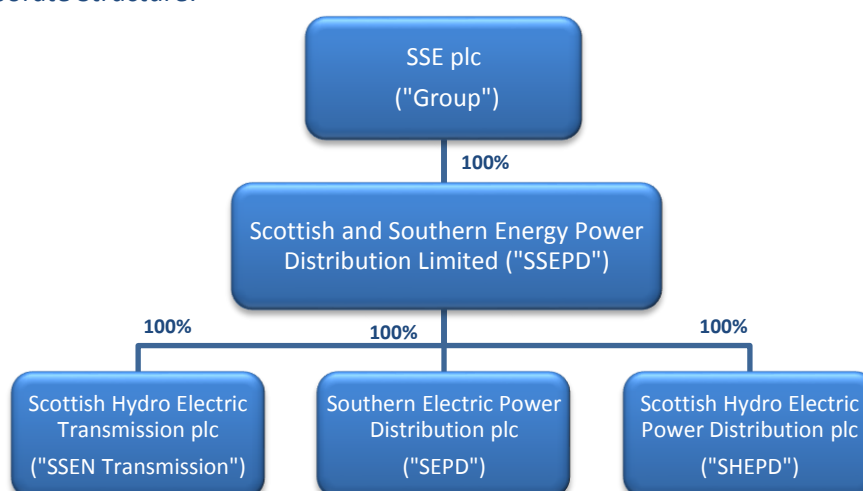 SSE plc
("Group")
100%
Scottish and Southern Energy Power
Distribution Limited ("SSEPD")
100%
100%
100%
Scottish Hydro Electric
Transmission plc
("SSEN Transmission")
Southern Electric Power
Distribution plc
("SEPD")
Scottish Hydro Electric
Power Distribution plc
("SHEPD")